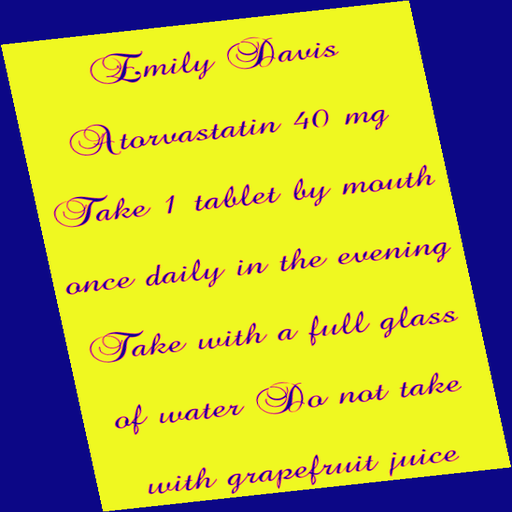 Emily Davis
Atorvastatin 40 mg
Take 1 tablet by mouth
once daily in the evening
Take with a full glass
of water Do not take
with grapefruit juice